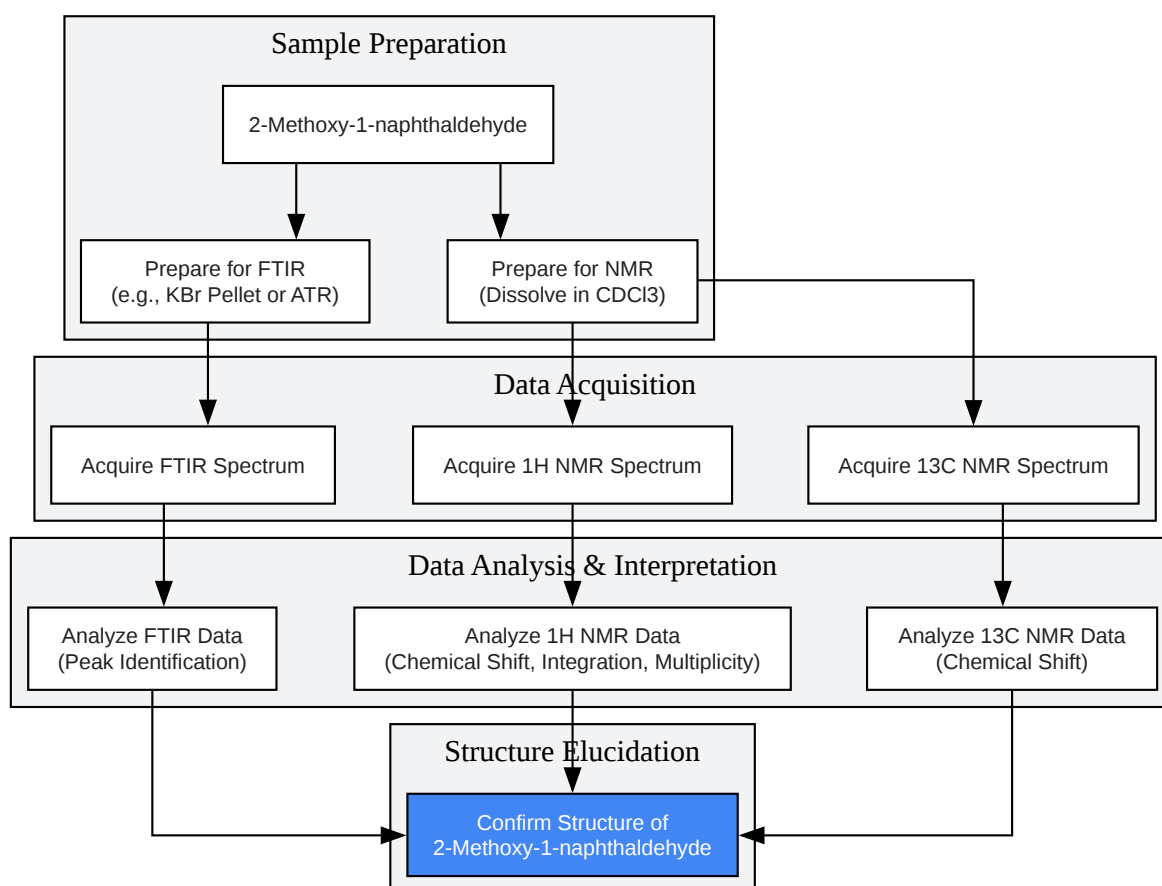 Sample Preparation
2-Methoxy-1-naphthaldehyde
Prepare for FTIR
(e.g., KBr Pellet or ATR)
Prepare for NMR
(Dissolve in CDCl3)
Data Acquisition
Acquire FTIR Spectrum
Acquire 1H NMR Spectrum
Acquire 13C NMR Spectrum
Data Analysis & Interpretation
Analyze FTIR Data
(Peak Identification)
Analyze 1H NMR Data
(Chemical Shift, Integration, Multiplicity)
Analyze 13C NMR Data
(Chemical Shift)
Structure Elucidation
Confirm Structure of
2-Methoxy-1-naphthaldehyde